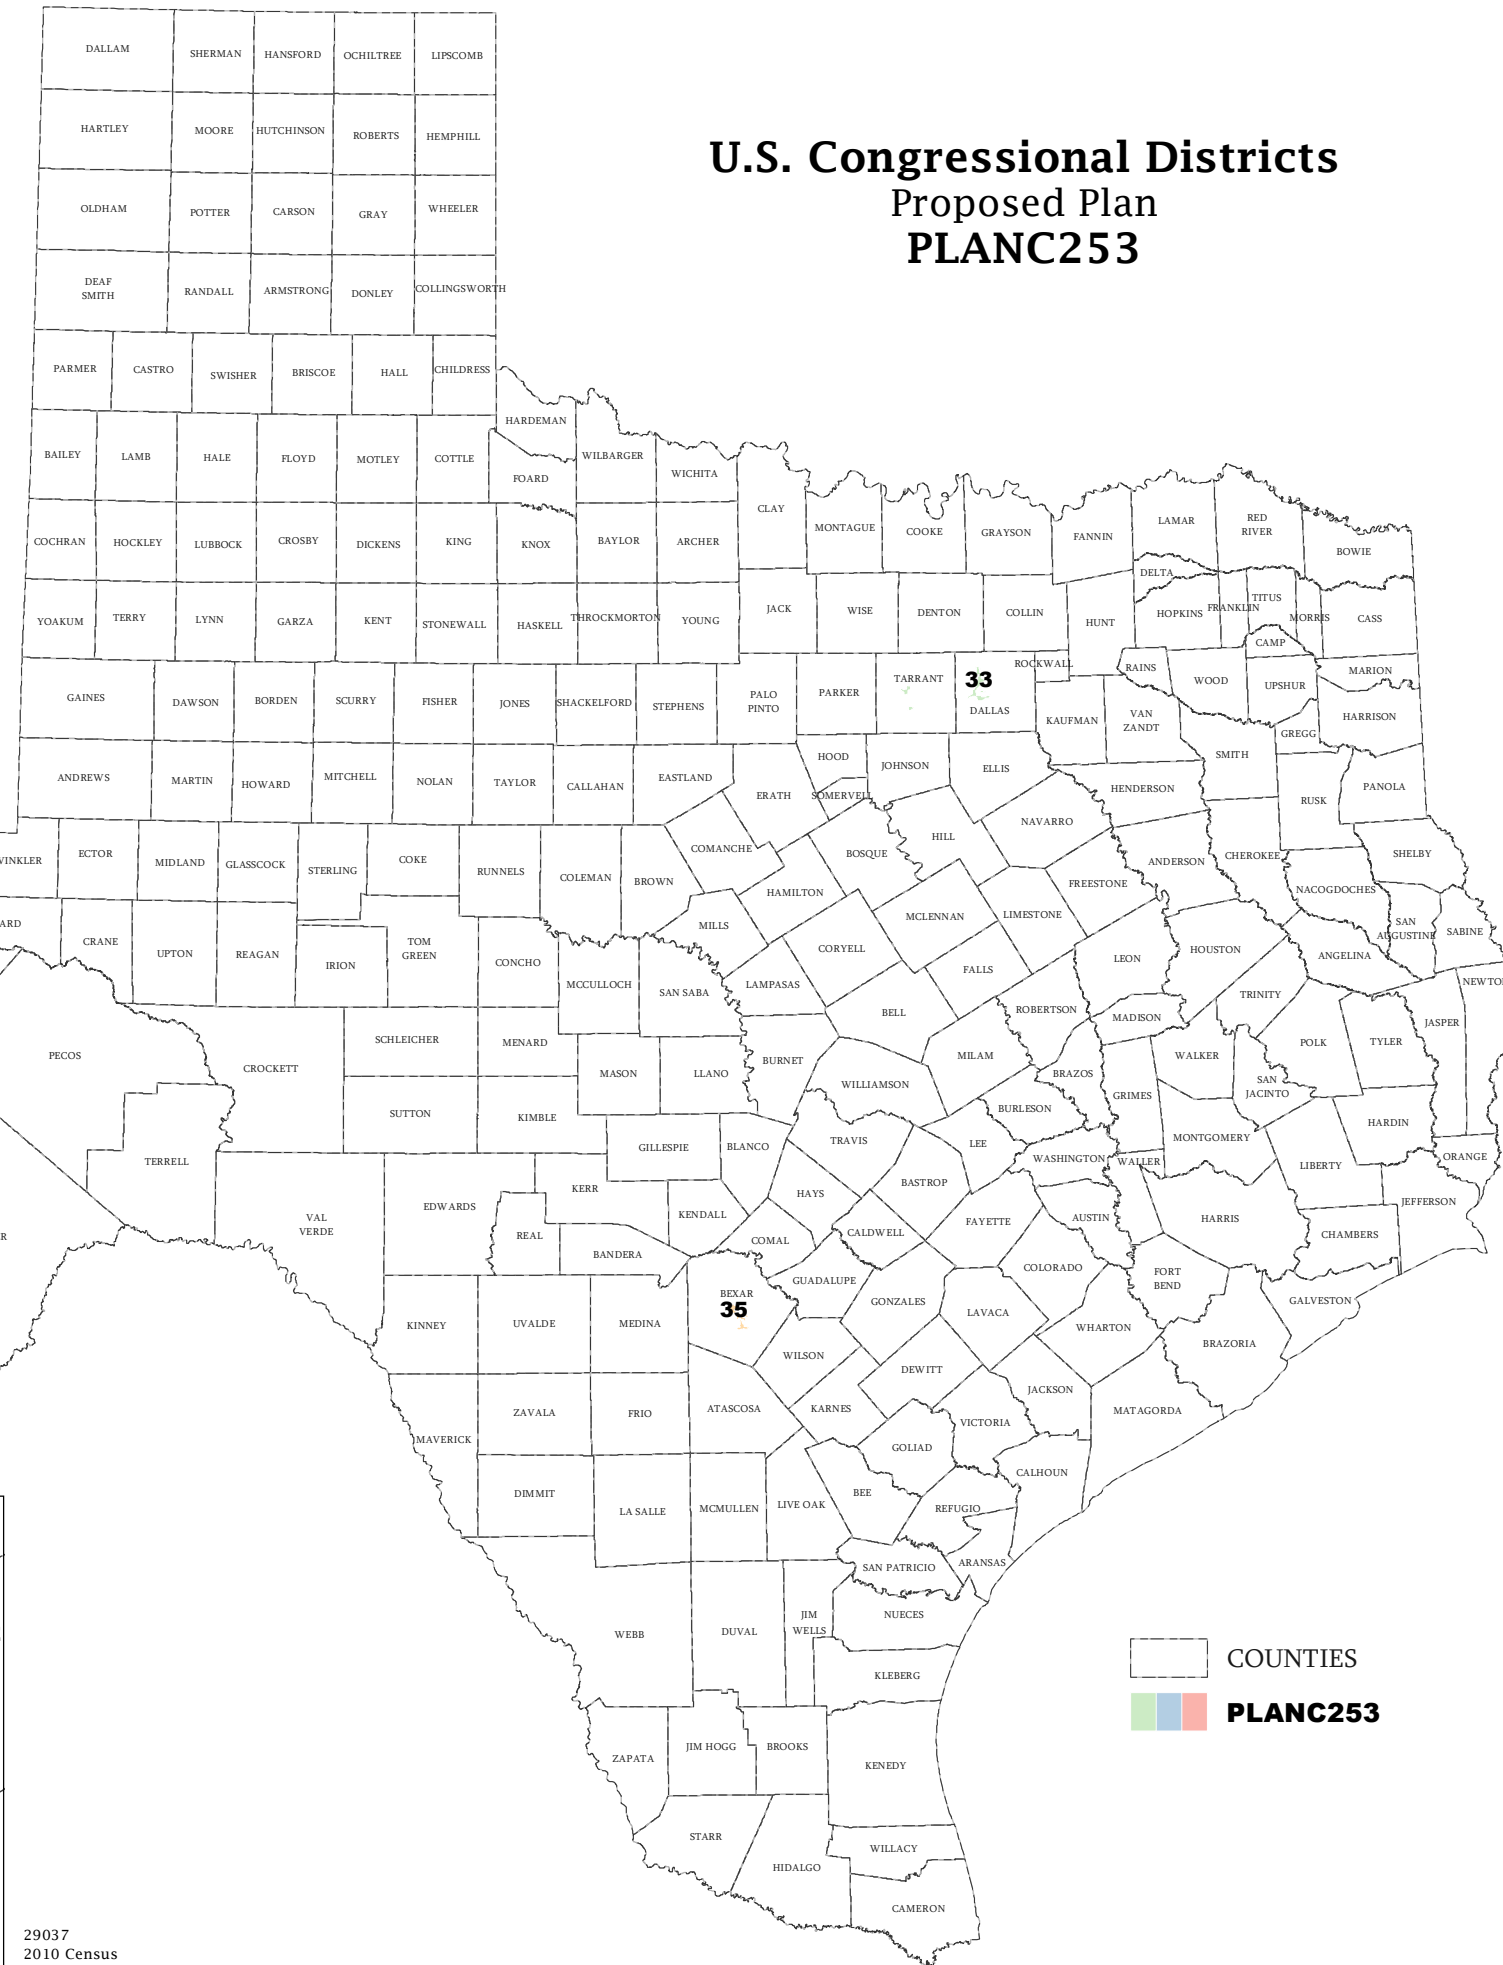 U.S. Congressional Districts
Proposed Plan
PLANC253
DALLAM SHERMAN HANSFORD OCHILTREE LIPSCOMB
HARTLEY MOORE HUTCHINSON ROBERTS HEMPHILL
OLDHAM POTTER CARSON GRAY WHEELER
DEAF
SMITH RANDALL ARMSTRONG DONLEY COLLINGSWORTH
PARMER CASTRO SWISHER BRISCOE HALL CHILDRESS
HARDEMAN
BAILEY LAMB HALE FLOYD MOTLEY COTTLE FOARD WILBARGER WICHITA
CLAY MONTAGUE COOKE GRAYSON FANNIN LAMAR RED
RIVER BOWIE
COCHRAN HOCKLEY LUBBOCK CROSBY DICKENS KING KNOX BAYLOR ARCHER
DELTA
YOAKUM TERRY LYNN GARZA KENT STONEWALL HASKELL THROCKMORTON YOUNG JACK WISE DENTON COLLIN HUNT HOPKINS FRANKLIN TITUS MORRIS CASS
CAMP
ROCKWALL RAINS WOOD UPSHUR MARION
GAINES DAWSON BORDEN SCURRY FISHER JONES SHACKELFORD STEPHENS PALO
PINTO PARKER TARRANT 33
DALLAS KAUFMAN VAN
ZANDT HARRISON
GREGG
ANDREWS MARTIN HOWARD MITCHELL NOLAN TAYLOR CALLAHAN EASTLAND HOOD JOHNSON ELLIS SMITH
ERATH SOMERVELL HENDERSON RUSK PANOLA
INKLER ECTOR MIDLAND GLASSCOCK STERLING COKE RUNNELS COLEMAN BROWN COMANCHE BOSQUE HILL NAVARRO ANDERSON CHEROKEE SHELBY
HAMILTON FREESTONE NACOGDOCHES
ARD CRANE UPTON REAGAN IRION TOM
GREEN CONCHO MILLS MCLENNAN LIMESTONE SAN
AUGUSTINE SABINE
CORYELL LEON HOUSTON ANGELINA
MCCULLOCH SAN SABA LAMPASAS FALLS NEWTO
BELL ROBERTSON MADISON TRINITY JASPER
PECOS CROCKETT SCHLEICHER MENARD MASON LLANO BURNET MILAM WALKER POLK TYLER
WILLIAMSON BRAZOS GRIMES SAN
JACINTO
SUTTON KIMBLE BURLESON HARDIN
TERRELL GILLESPIE BLANCO TRAVIS LEE WASHINGTON WALLER MONTGOMERY LIBERTY ORANGE
R VAL
VERDE EDWARDS KERR KENDALL HAYS BASTROP AUSTIN HARRIS JEFFERSON
REAL BANDERA COMAL CALDWELL FAYETTE CHAMBERS
BEXAR
35 GUADALUPE GONZALES COLORADO FORT
BEND GALVESTON
KINNEY UVALDE MEDINA LAVACA WHARTON BRAZORIA
WILSON DEWITT
MAVERICK ZAVALA FRIO ATASCOSA KARNES JACKSON MATAGORDA
VICTORIA
GOLIAD
DIMMIT LA SALLE MCMULLEN LIVE OAK BEE CALHOUN
REFUGIO
SAN PATRICIO ARANSAS
WEBB DUVAL JIM
WELLS NUECES
KLEBERG
ZAPATA JIM HOGG BROOKS KENEDY
STARR HIDALGO WILLACY
CAMERON
COUNTIES
PLANC253
29037
2010 Census